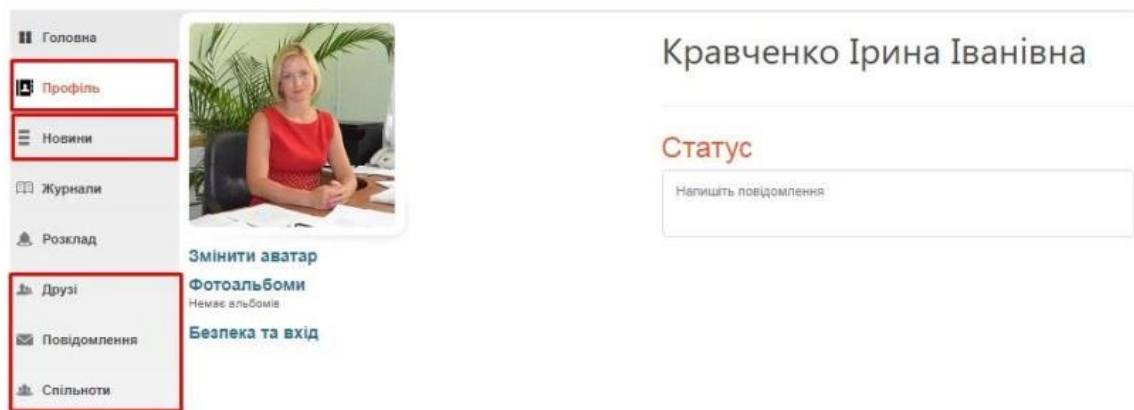 Головна
Профіль
Новини
Журнали
Розклад
Друзі
Повідомлення
Спільноти
Змінити аватар
Фотоальбоми
Немає альбомів
Безпека та вхід
Кравченко Ірина Іванівна
Статус
Напишіть повідомлення